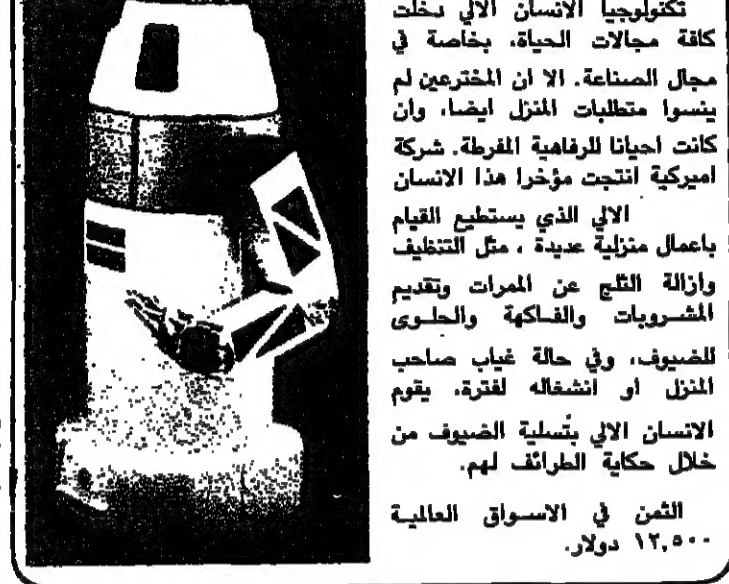 تكنولوجيا الانسان الآلي دخلت
كافة مجالات الحياة، بخاصة في
مجال الصناعة. الا ان المخترعين لم
ينسوا متطلبات المنزل ايضا، وان
كانت احيانا للرفاهية المفرطة. شركة
اميركية انتجت مؤخرا هذا الانسان
الالي الذي يستطيع القيام
باعمال منزلية عديدة ، مثل التنظيف
وازالة الثلج عن الممرات وتقديم
المشروبات والفاكهة والحلوى
للضيوف، وفي حالة غياب صاحب
المنزل او انشغاله لفترة، يقوم
الانسان الالي بتسلية الضيوف من
خلال حكاية الطرائف لهم.
الثمن في الاسواق العالمية
١٢,٥٠٠ دولار.